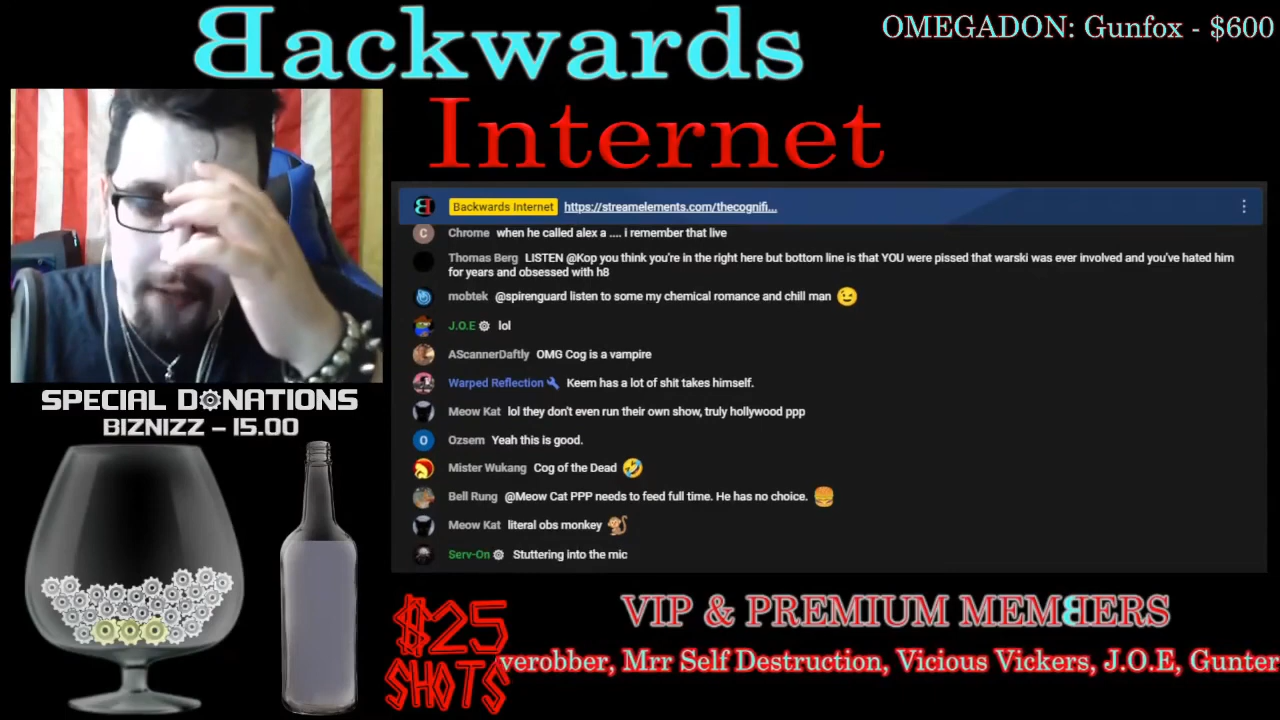 Backwards
Internet
OMEGADON: Gunfox - $600
Backwards Internet https://streamelements.com/thecognifi...
C Chrome when he called alex a .... i remember that live
Thomas Berg LISTEN @Kop you think you're in the right here but bottom line is that YOU were pissed that warski was ever involved and you've hated him
for years and obsessed with h8
mobtek @spirenguard listen to some my chemical romance and chill man 😉
J.O.E lol
AScannerDaftly OMG Cog is a vampire
Warped Reflection Keem has a lot of shit takes himself.
Meow Kat lol they don't even run their own show, truly hollywood ppp
O Ozsem Yeah this is good.
Mister Wukang Cog of the Dead 🤣
Bell Rung @Meow Cat PPP needs to feed full time. He has no choice. 🍔
Meow Kat literal obs monkey 🐒
Serv-On Stuttering into the mic
SPECIAL DONATIONS
BIZNIZZ – 15.00
$25
SHOTS
VIP & PREMIUM MEMBERS
verobber, Mrr Self Destruction, Vicious Vickers, J.O.E, Gunter